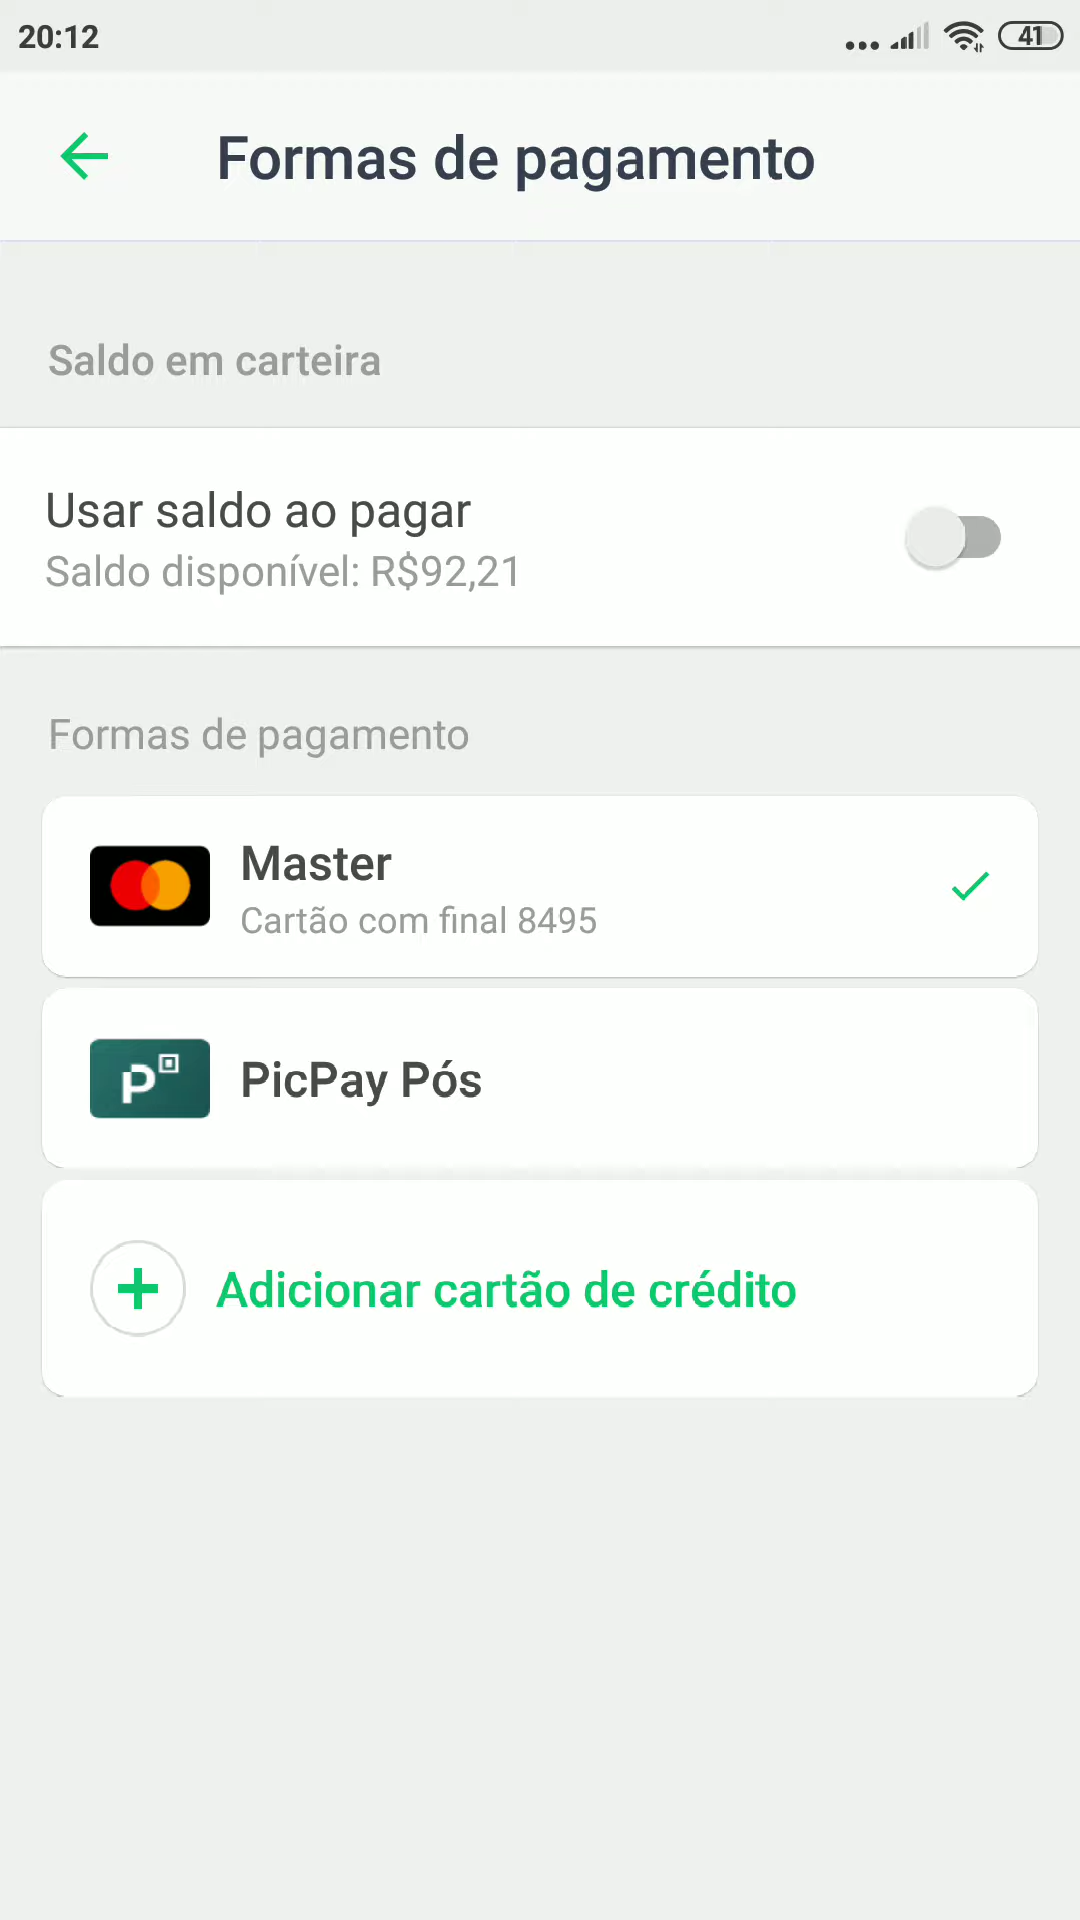 20:12
41
Formas de pagamento
Saldo em carteira
Usar saldo ao pagar
Saldo disponível: R$92,21
Formas de pagamento
Master
Cartão com final 8495
P
PicPay Pós
Adicionar cartão de crédito